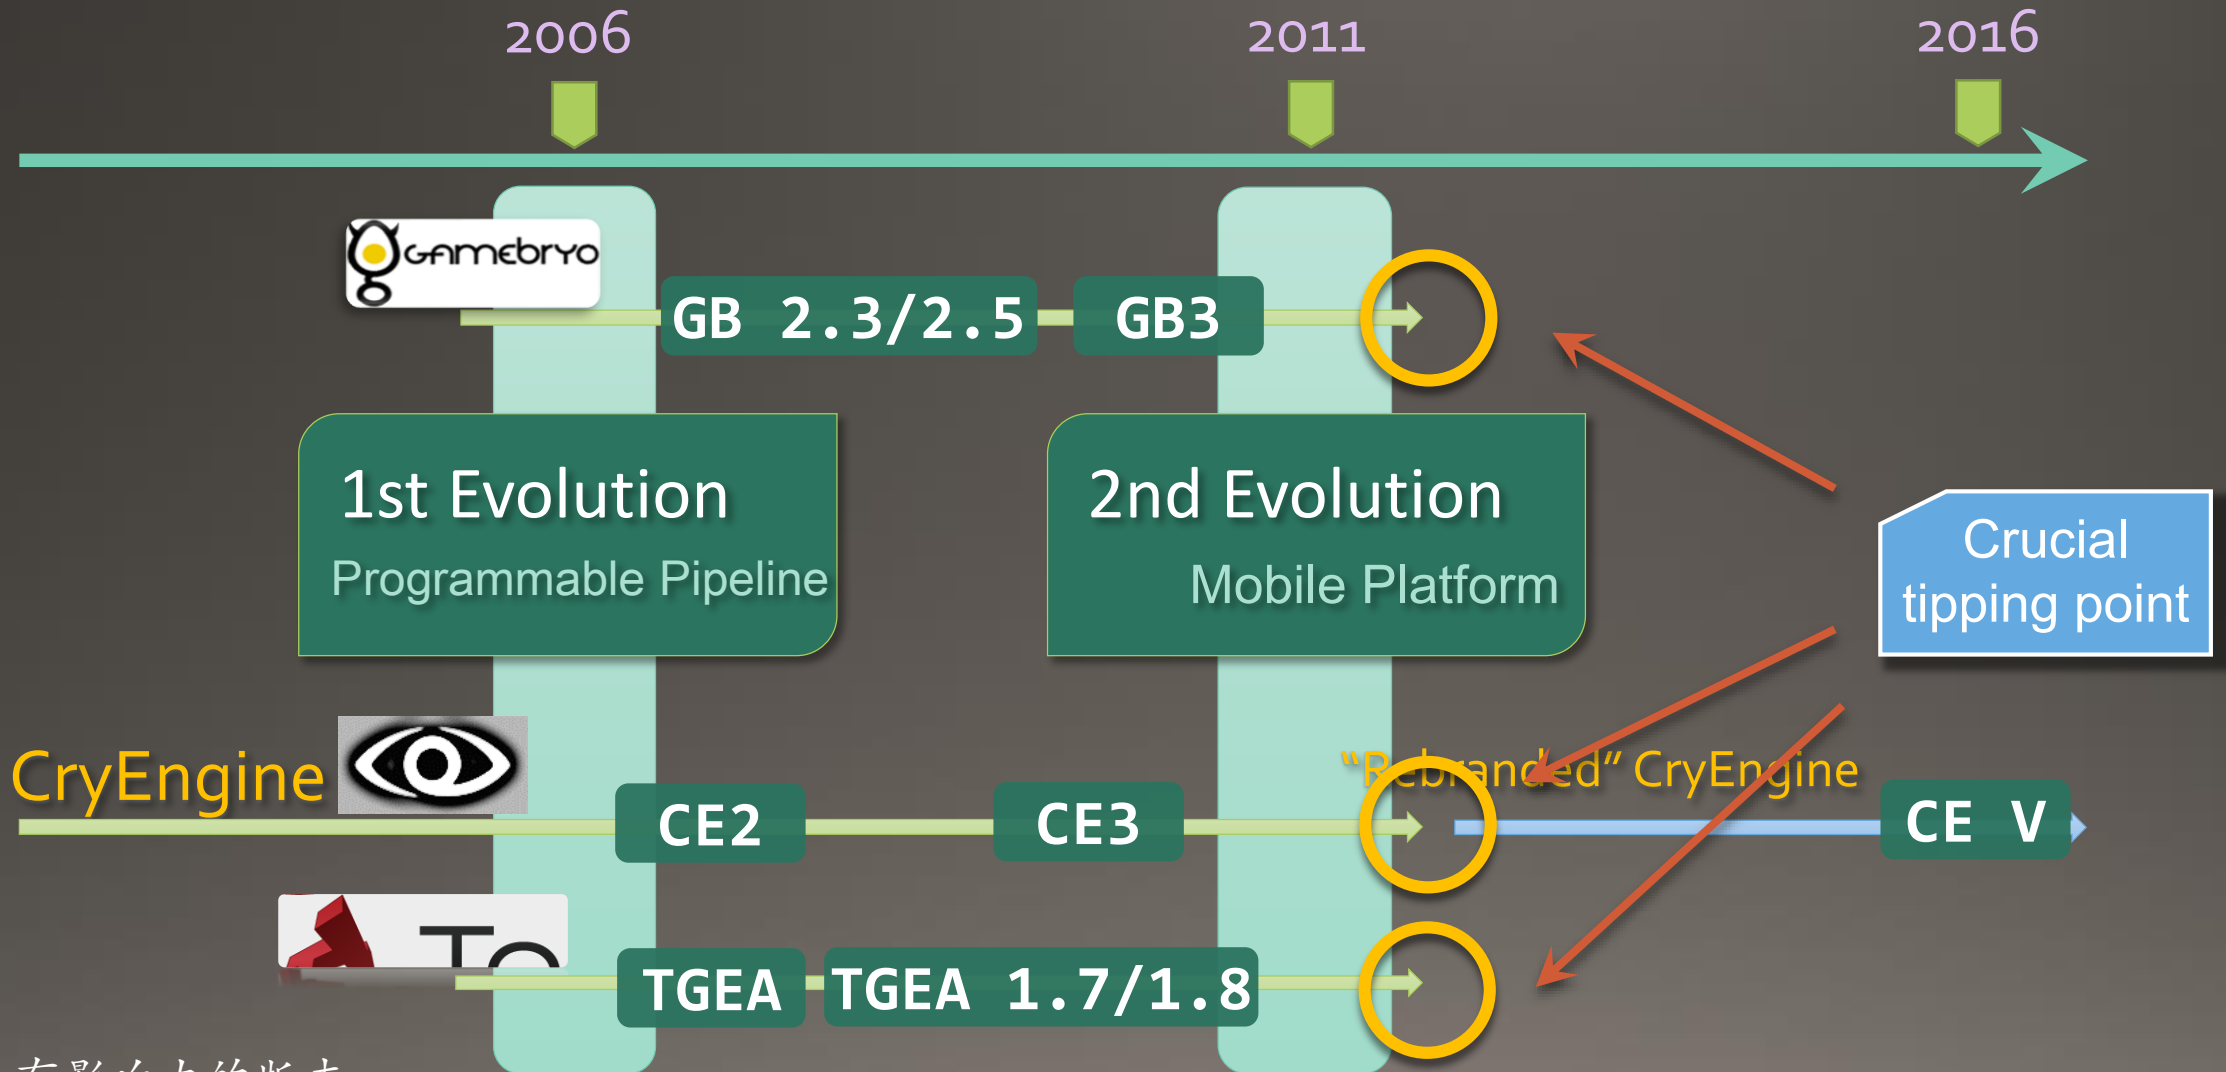 2006
2011
2016
GAMEBRYO
GB 2.3/2.5
GB3
1st Evolution
Programmable Pipeline
2nd Evolution
Mobile Platform
Crucial
tipping point
CryEngine
"Rebranded" CryEngine
CE2
CE3
CE V
To
TGEA
TGEA 1.7/1.8